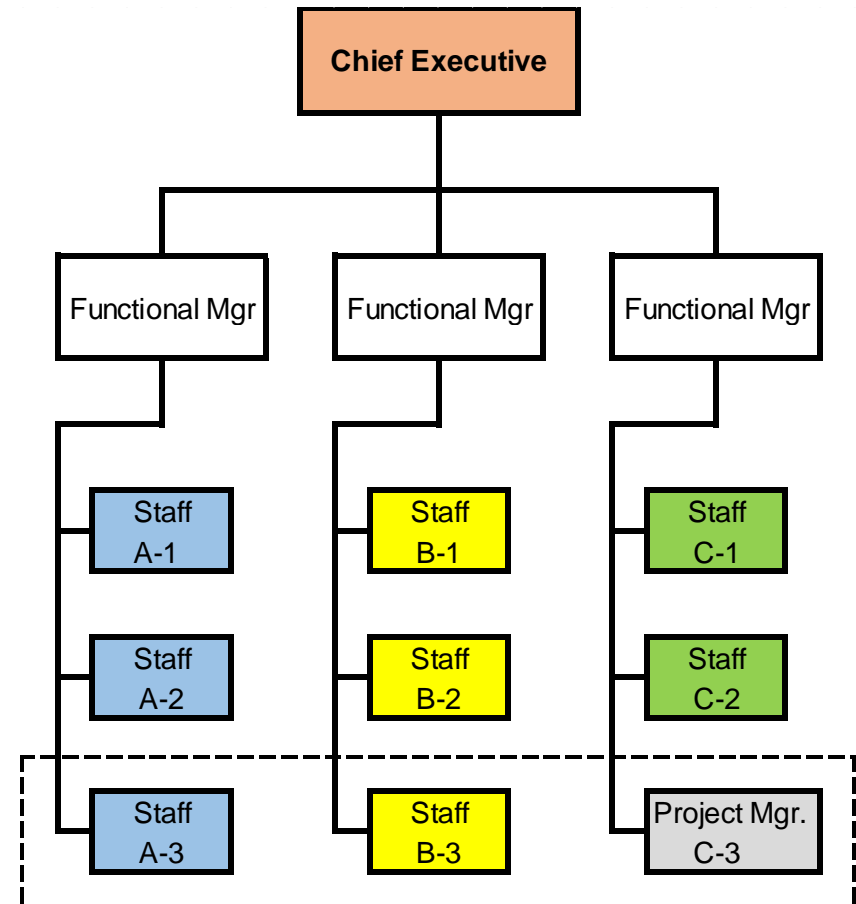 Chief Executive
Functional Mgr
Functional Mgr
Functional Mgr
Staff
A-1
Staff
B-1
Staff
C-1
Staff
A-2
Staff
B-2
Staff
C-2
Staff
A-3
Staff
B-3
Project Mgr.
C-3